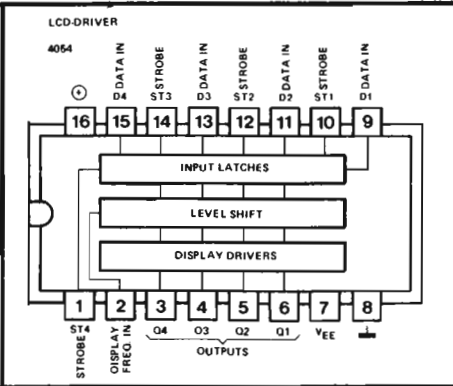 LCD-DRIVER
4054
DATA IN
STROBE
DATA IN
STROBE
DATA IN
STROBE
DATA IN
⊕ D4 ST3 D3 ST2 D2 ST1 D1
16 15 14 13 12 11 10 9
INPUT LATCHES
LEVEL SHIFT
DISPLAY DRIVERS
1 2 3 4 5 6 7 8
ST4 Q4 O3 Q2 Q1 VEE
STROBE
DISPLAY
FREQ. IN
OUTPUTS